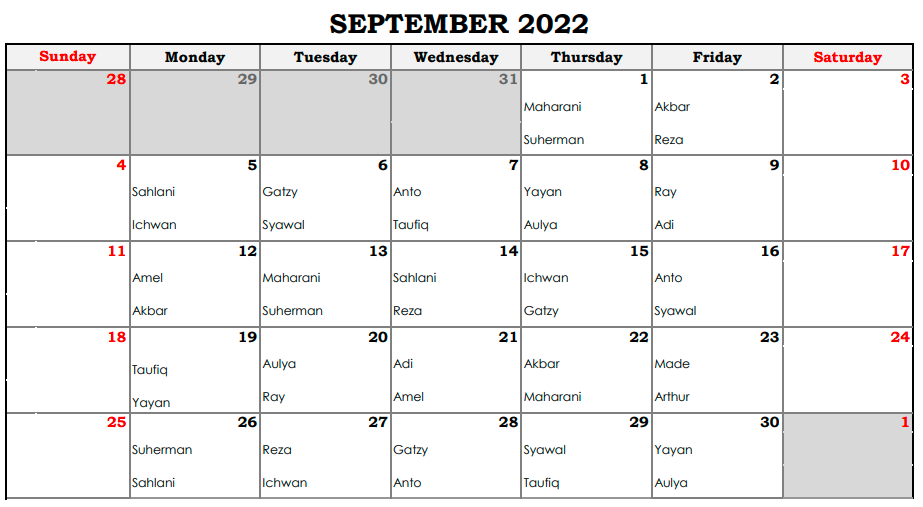 SEPTEMBER 2022
Sunday Monday Tuesday Wednesday Thursday Friday Saturday
28 29 30 31 1 2 3
Maharani Akbar
Suherman Reza
4 5 6 7 8 9 10
Sahlani Gatzy Anto Yayan Ray
Ichwan Syawal Taufiq Aulya Adi
11 12 13 14 15 16 17
Amel Maharani Sahlani Ichwan Anto
Akbar Suherman Reza Gatzy Syawal
18 19 20 21 22 23 24
Taufiq Aulya Adi Akbar Made
Yayan Ray Amel Maharani Arthur
25 26 27 28 29 30 1
Suherman Reza Gatzy Syawal Yayan
Sahlani Ichwan Anto Taufiq Aulya